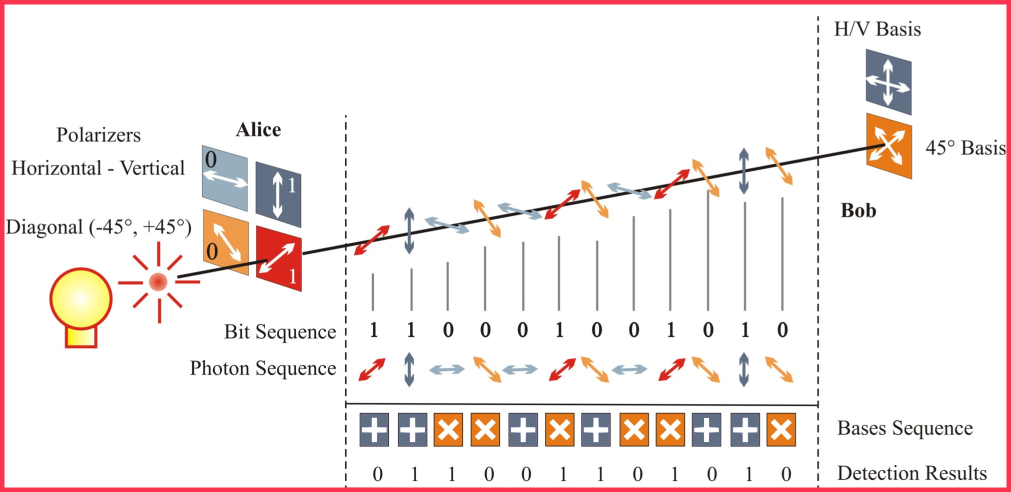 H/V Basis
Polarizers
Alice
Horizontal - Vertical
0
1
45° Basis
Diagonal (-45°, +45°)
0
1
Bob
Bit Sequence
1 1 0 0 0 1 0 0 1 0 1 0
Photon Sequence
Bases Sequence
0 1 1 0 0 1 1 0 1 0 1 0
Detection Results